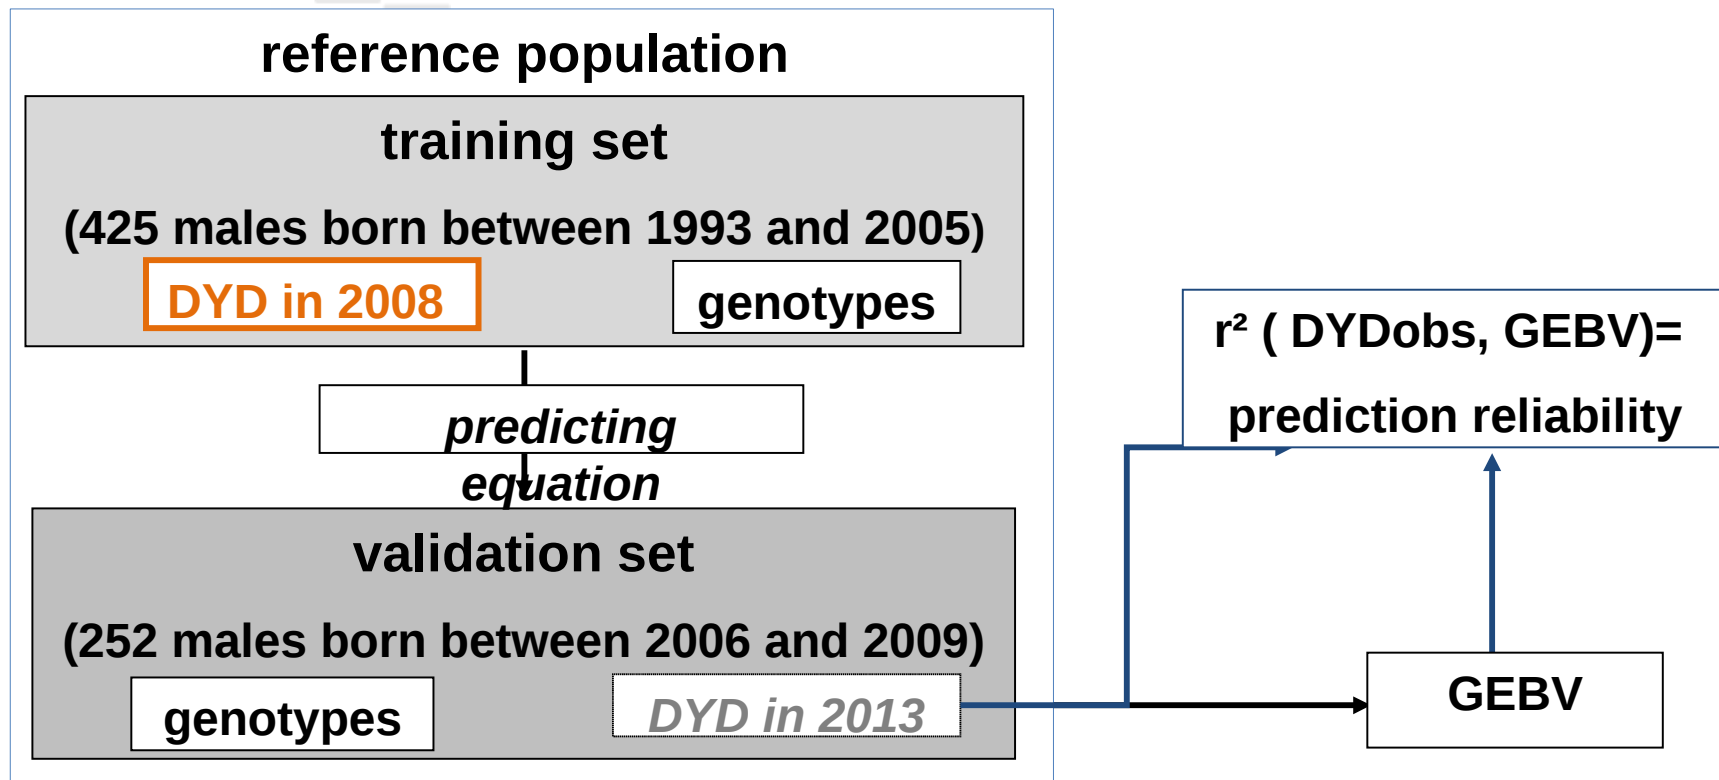 reference population
training set
(425 males born between 1993 and 2005)
DYD in 2008
genotypes
predicting
equation
validation set
(252 males born between 2006 and 2009)
genotypes
DYD in 2013
r² ( DYDobs, GEBV)=
prediction reliability
GEBV